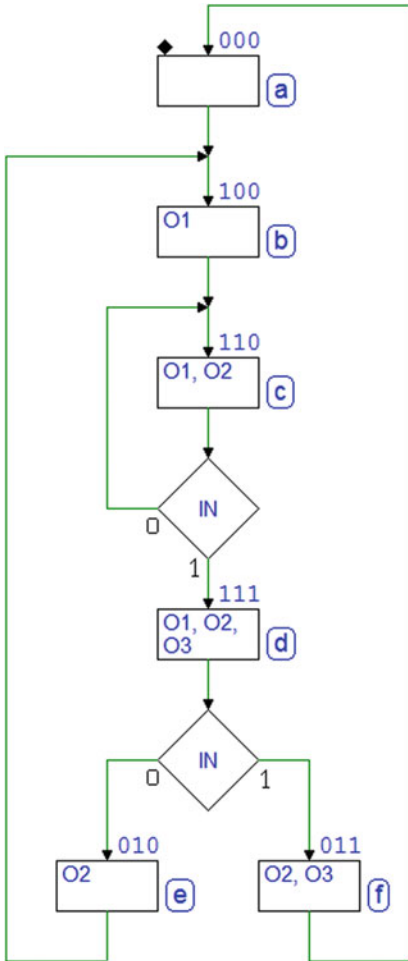 000
a
100
O1
b
110
O1, O2
c
IN
0
1
111
O1, O2,
O3
d
IN
0
1
010
O2
e
011
O2, O3
f